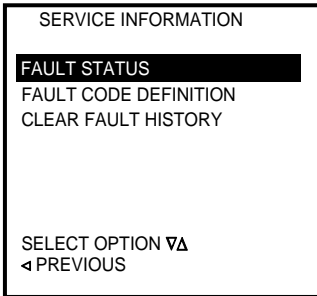 SERVICE INFORMATION
FAULT STATUS
FAULT CODE DEFINITION
CLEAR FAULT HISTORY
SELECT OPTION ∇Δ
◁ PREVIOUS